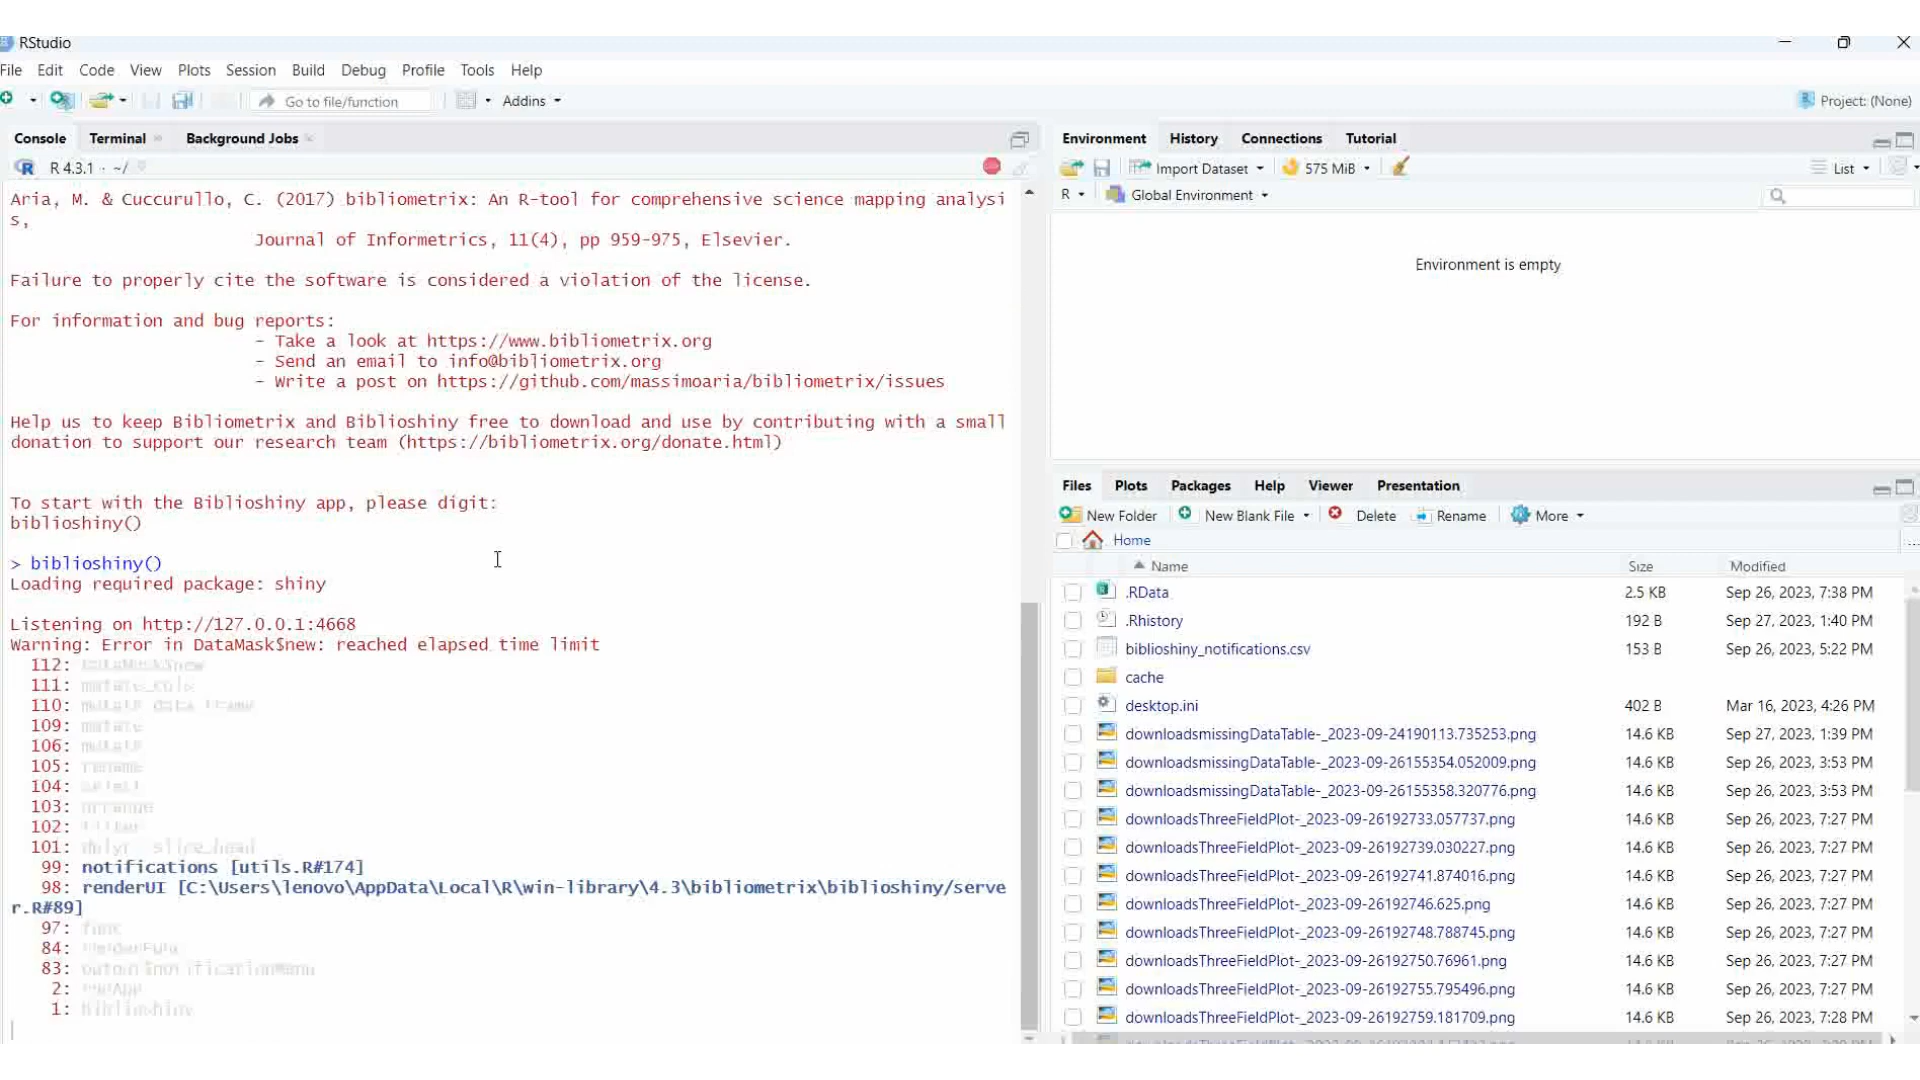 RStudio
File Edit Code View Plots Session Build Debug Profile Tools Help
Go to file/function Addins Project: (None)
Console Terminal Background Jobs
R 4.3.1 · ~/
Aria, M. & Cuccurullo, C. (2017) bibliometrix: An R-tool for comprehensive science mapping analysi
s,
Journal of Informetrics, 11(4), pp 959-975, Elsevier.
Failure to properly cite the software is considered a violation of the license.
For information and bug reports:
- Take a look at https://www.bibliometrix.org
- Send an email to info@bibliometrix.org
- Write a post on https://github.com/massimoaria/bibliometrix/issues
Help us to keep Bibliometrix and Biblioshiny free to download and use by contributing with a small
donation to support our research team (https://bibliometrix.org/donate.html)
To start with the Biblioshiny app, please digit:
biblioshiny()
> biblioshiny()
Loading required package: shiny
Listening on http://127.0.0.1:4668
Warning: Error in DataMask$new: reached elapsed time limit
112: DataMask$new
111: mutate_cols
110: mutate.data.frame
109: mutate
106: mutate
105: rename
104: select
103: arrange
102: filter
101: dplyr::slice_head
99: notifications [utils.R#174]
98: renderUI [C:\Users\lenovo\AppData\Local\R\win-library\4.3\bibliometrix\biblioshiny/serve
r.R#89]
97: func
84: renderFunc
83: output$notificationMenu
2: runApp
1: biblioshiny
Environment History Connections Tutorial
Import Dataset 575 MiB List
R Global Environment
Environment is empty
Files Plots Packages Help Viewer Presentation
New Folder New Blank File Delete Rename More
Home ...
Name Size Modified
.RData 2.5 KB Sep 26, 2023, 7:38 PM
.Rhistory 192 B Sep 27, 2023, 1:40 PM
biblioshiny_notifications.csv 153 B Sep 26, 2023, 5:22 PM
cache
desktop.ini 402 B Mar 16, 2023, 4:26 PM
downloadsmissingDataTable-_2023-09-24190113.735253.png 14.6 KB Sep 27, 2023, 1:39 PM
downloadsmissingDataTable-_2023-09-26155354.052009.png 14.6 KB Sep 26, 2023, 3:53 PM
downloadsmissingDataTable-_2023-09-26155358.320776.png 14.6 KB Sep 26, 2023, 3:53 PM
downloadsThreeFieldPlot-_2023-09-26192733.057737.png 14.6 KB Sep 26, 2023, 7:27 PM
downloadsThreeFieldPlot-_2023-09-26192739.030227.png 14.6 KB Sep 26, 2023, 7:27 PM
downloadsThreeFieldPlot-_2023-09-26192741.874016.png 14.6 KB Sep 26, 2023, 7:27 PM
downloadsThreeFieldPlot-_2023-09-26192746.625.png 14.6 KB Sep 26, 2023, 7:27 PM
downloadsThreeFieldPlot-_2023-09-26192748.788745.png 14.6 KB Sep 26, 2023, 7:27 PM
downloadsThreeFieldPlot-_2023-09-26192750.76961.png 14.6 KB Sep 26, 2023, 7:27 PM
downloadsThreeFieldPlot-_2023-09-26192755.795496.png 14.6 KB Sep 26, 2023, 7:27 PM
downloadsThreeFieldPlot-_2023-09-26192759.181709.png 14.6 KB Sep 26, 2023, 7:28 PM